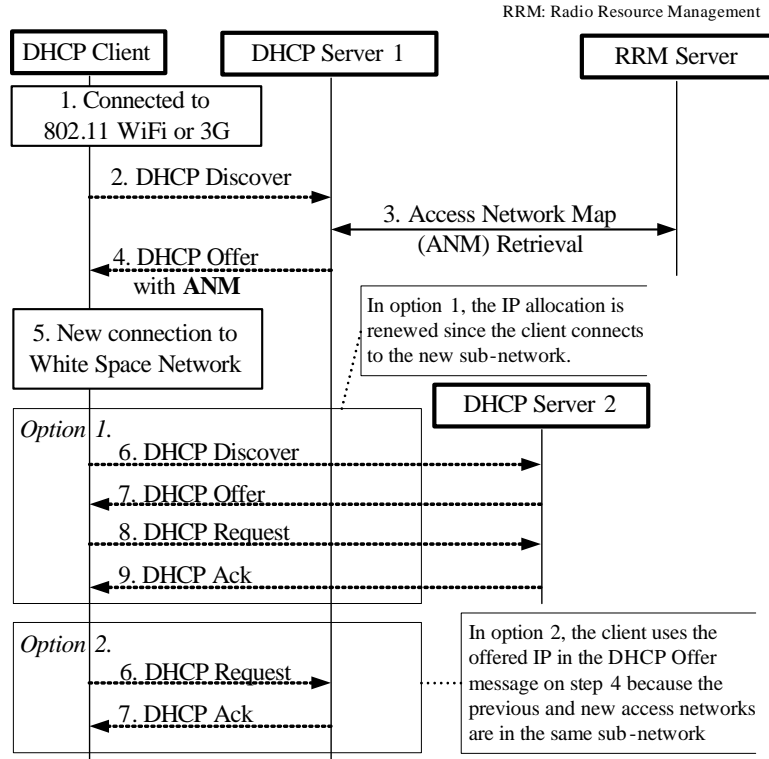 RRM: Radio Resource Management
DHCP Client
DHCP Server 1
RRM Server
1. Connected to
802.11 WiFi or 3G
2. DHCP Discover
3. Access Network Map
(ANM) Retrieval
4. DHCP Offer
with ANM
In option 1, the IP allocation is
renewed since the client connects
to the new sub-network.
5. New connection to
White Space Network
DHCP Server 2
Option 1.
6. DHCP Discover
7. DHCP Offer
8. DHCP Request
9. DHCP Ack
Option 2.
6. DHCP Request
7. DHCP Ack
In option 2, the client uses the
offered IP in the DHCP Offer
message on step 4 because the
previous and new access networks
are in the same sub-network